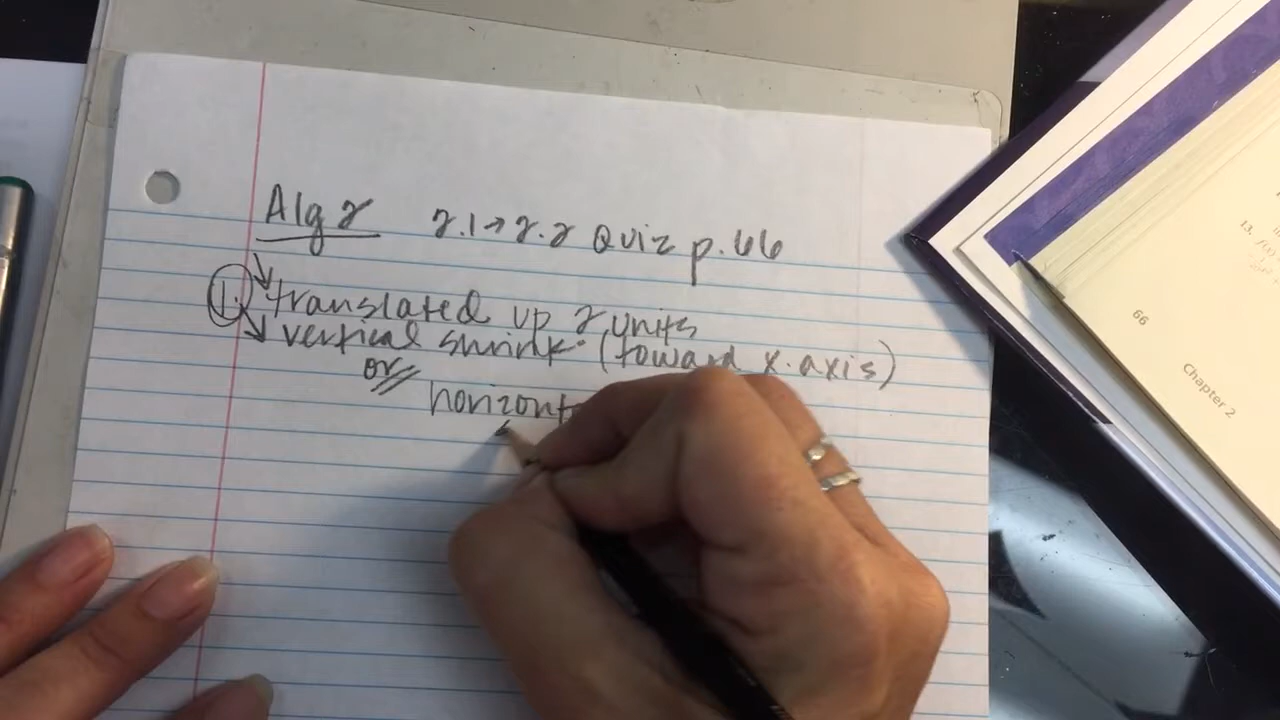 Alg 2 2.1→2.2 Quiz p.66
1. translated up 2 units
vertical shrink (toward x-axis)
or
horizont
66
Chapter 2
13.